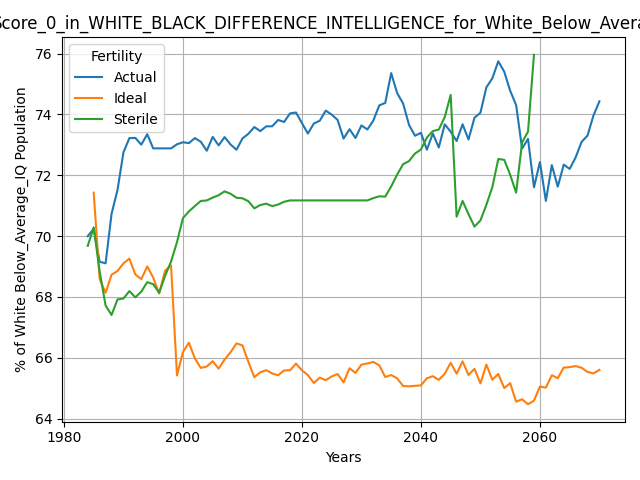 Score_0_in_WHITE_BLACK_DIFFERENCE_INTELLIGENCE_for_White_Below_Avera
Fertility
Actual
Ideal
Sterile
% of White Below_Average_IQ Population
76
74
72
70
68
66
64
1980
2000
2020
2040
2060
Years